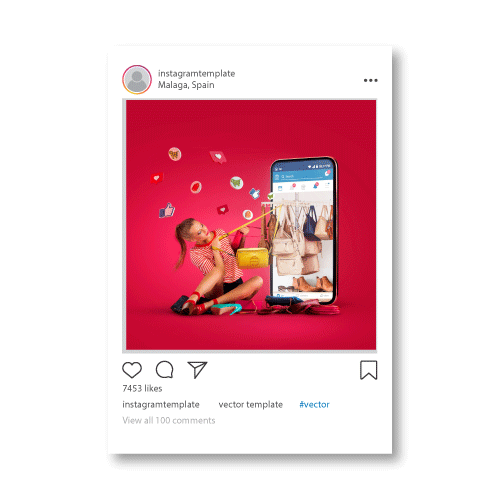 instagramtemplate
Malaga, Spain
7453 likes
instagramtemplate vector template #vector
View all 100 comments